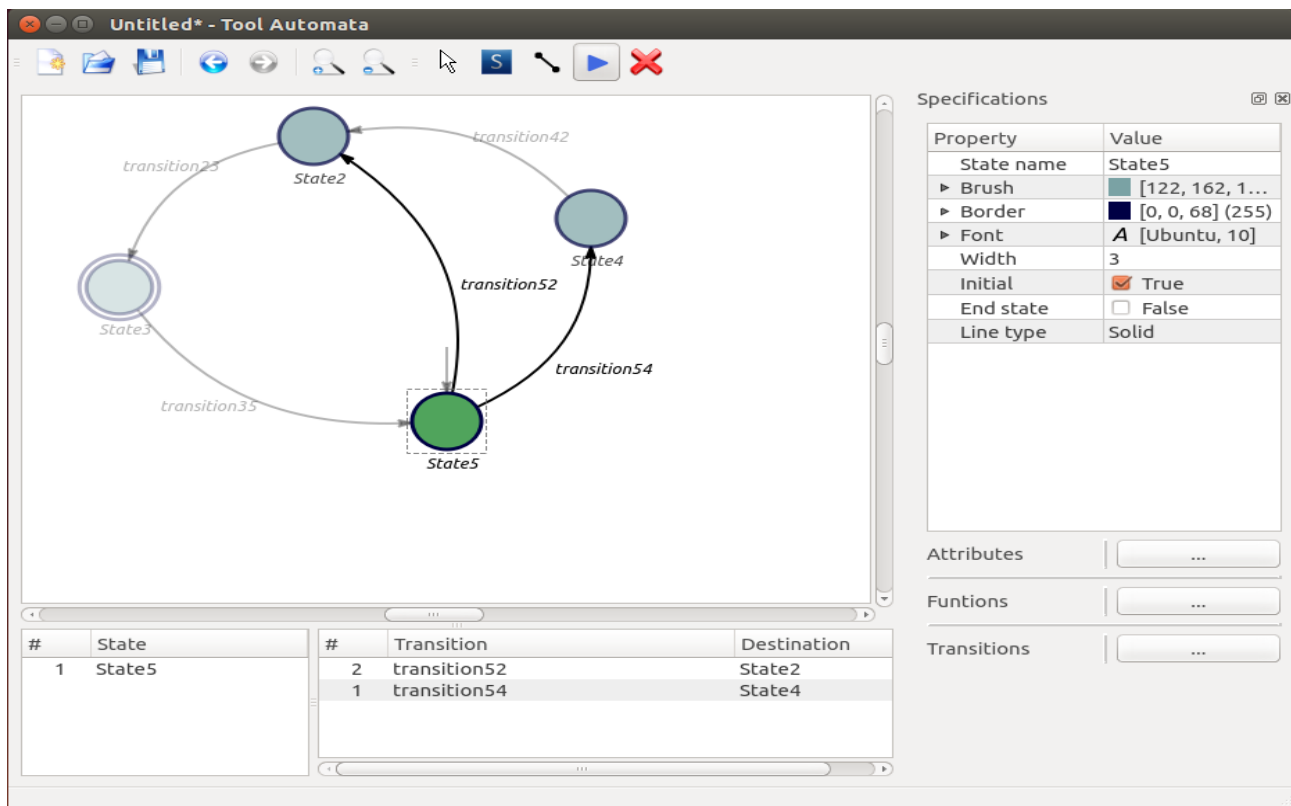 Untitled* - Tool Automata
S
Specifications
Property Value
State name State5
Brush [122, 162, 1...
Border [0, 0, 68] (255)
Font A [Ubuntu, 10]
Width 3
Initial True
End state False
Line type Solid
transition42
transition23
State2
State4
transition52
State3
transition54
transition35
State5
Attributes ...
Funtions ...
Transitions ...
# State
1 State5
# Transition Destination
2 transition52 State2
1 transition54 State4